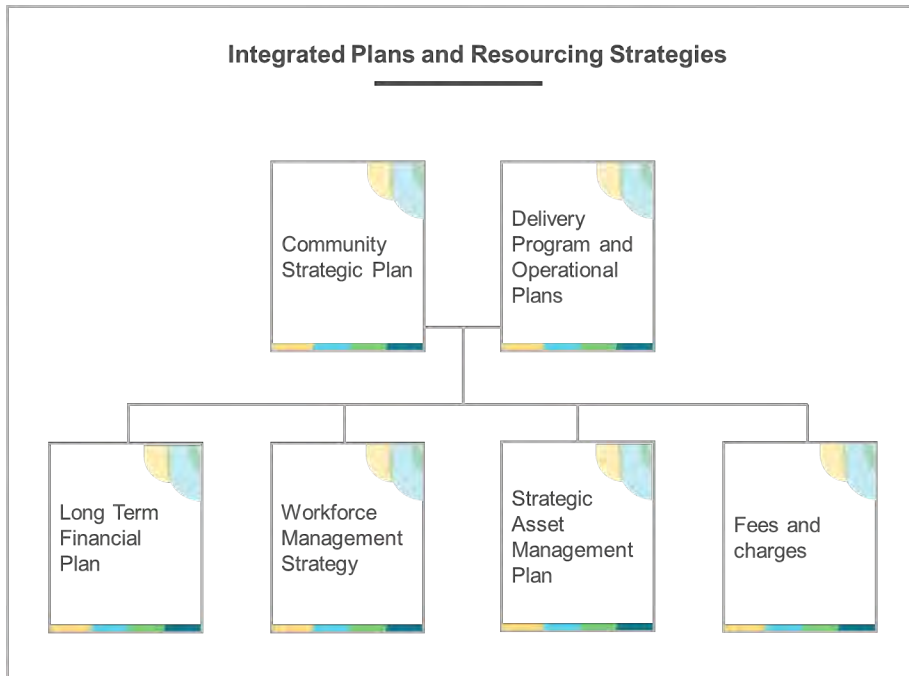 Integrated Plans and Resourcing Strategies
Community
Strategic Plan
Delivery
Program and
Operational
Plans
Long Term
Financial
Plan
Workforce
Management
Strategy
Strategic
Asset
Management
Plan
Fees and
charges